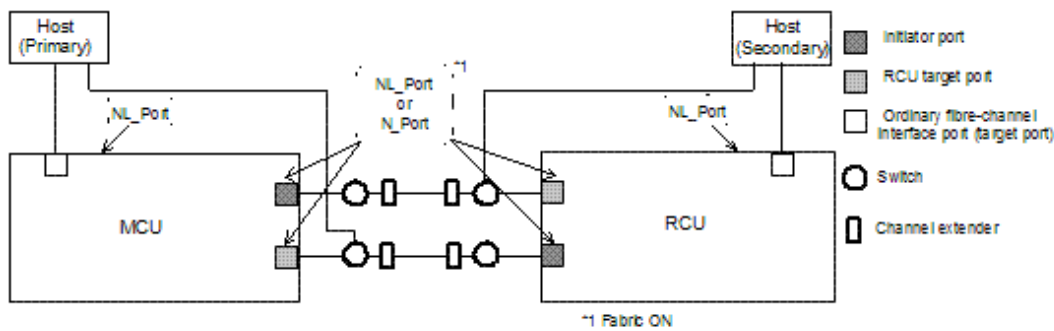 Host
(Primary)
Host
(Secondary)
Initiator port
RCU target port
Ordinary fibre-channel
Interface port (target port)
Switch
Channel extender
*1
NL_Port
or
N_Port
NL_Port
NL_Port
MCU
RCU
*1 Fabric ON